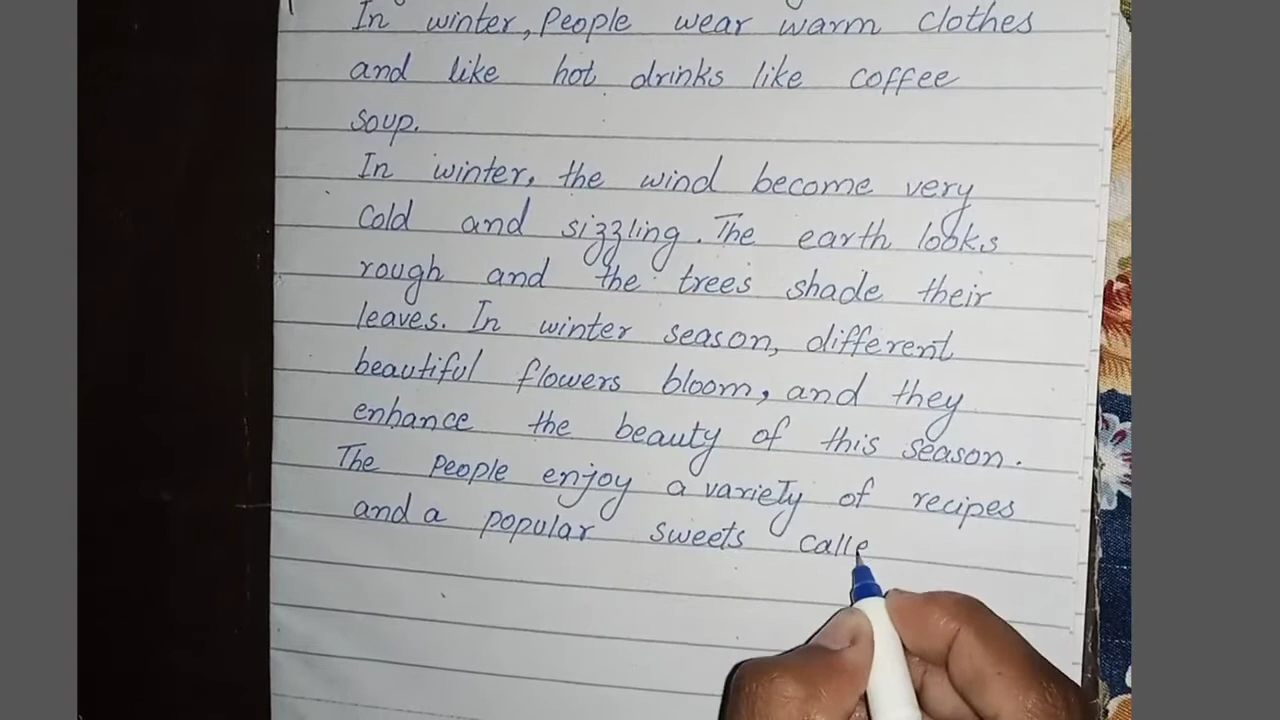 In winter, People wear warm clothes
and like hot drinks like coffee
soup.
In winter, the wind become very
cold and sizzling. The earth looks
rough and the trees shade their
leaves. In winter season, different
beautiful flowers bloom, and they
enhance the beauty of this season.
The People enjoy a variety of recipes
and a popular sweets calle